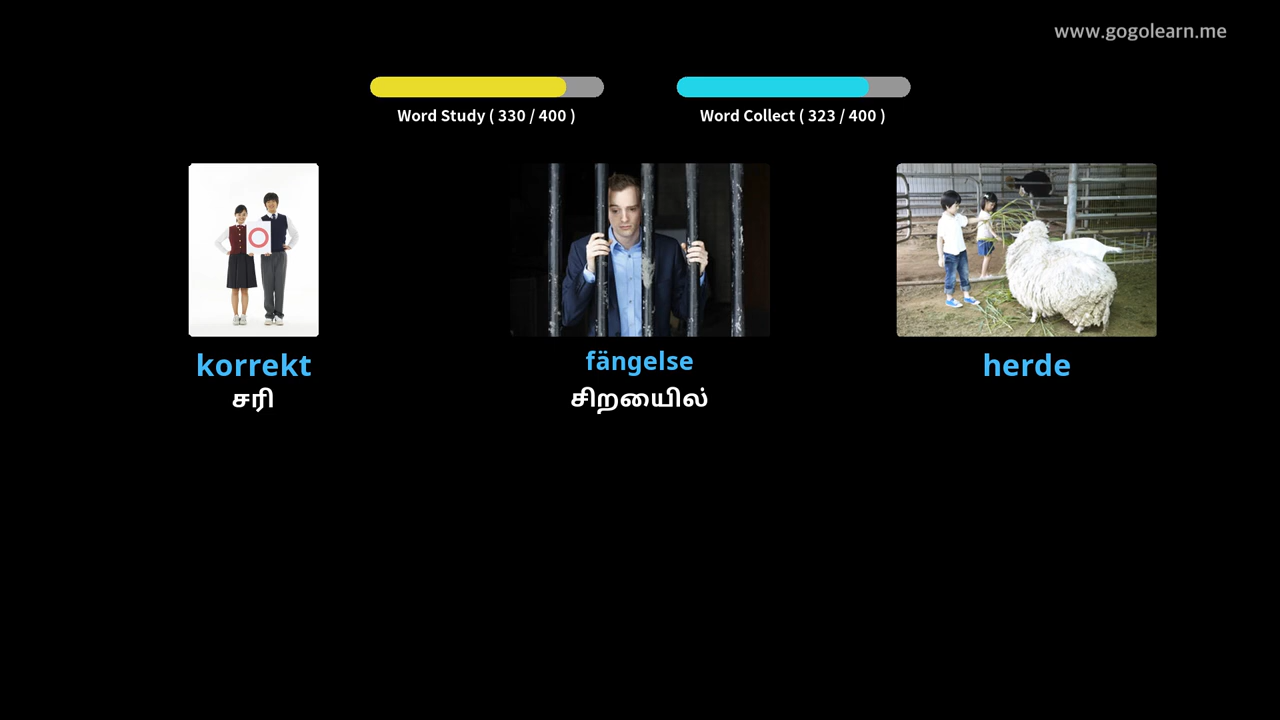 www.gogolearn.me
Word Study ( 330 / 400 )
Word Collect ( 323 / 400 )
korrekt
சரி
fängelse
சிறையில்
herde